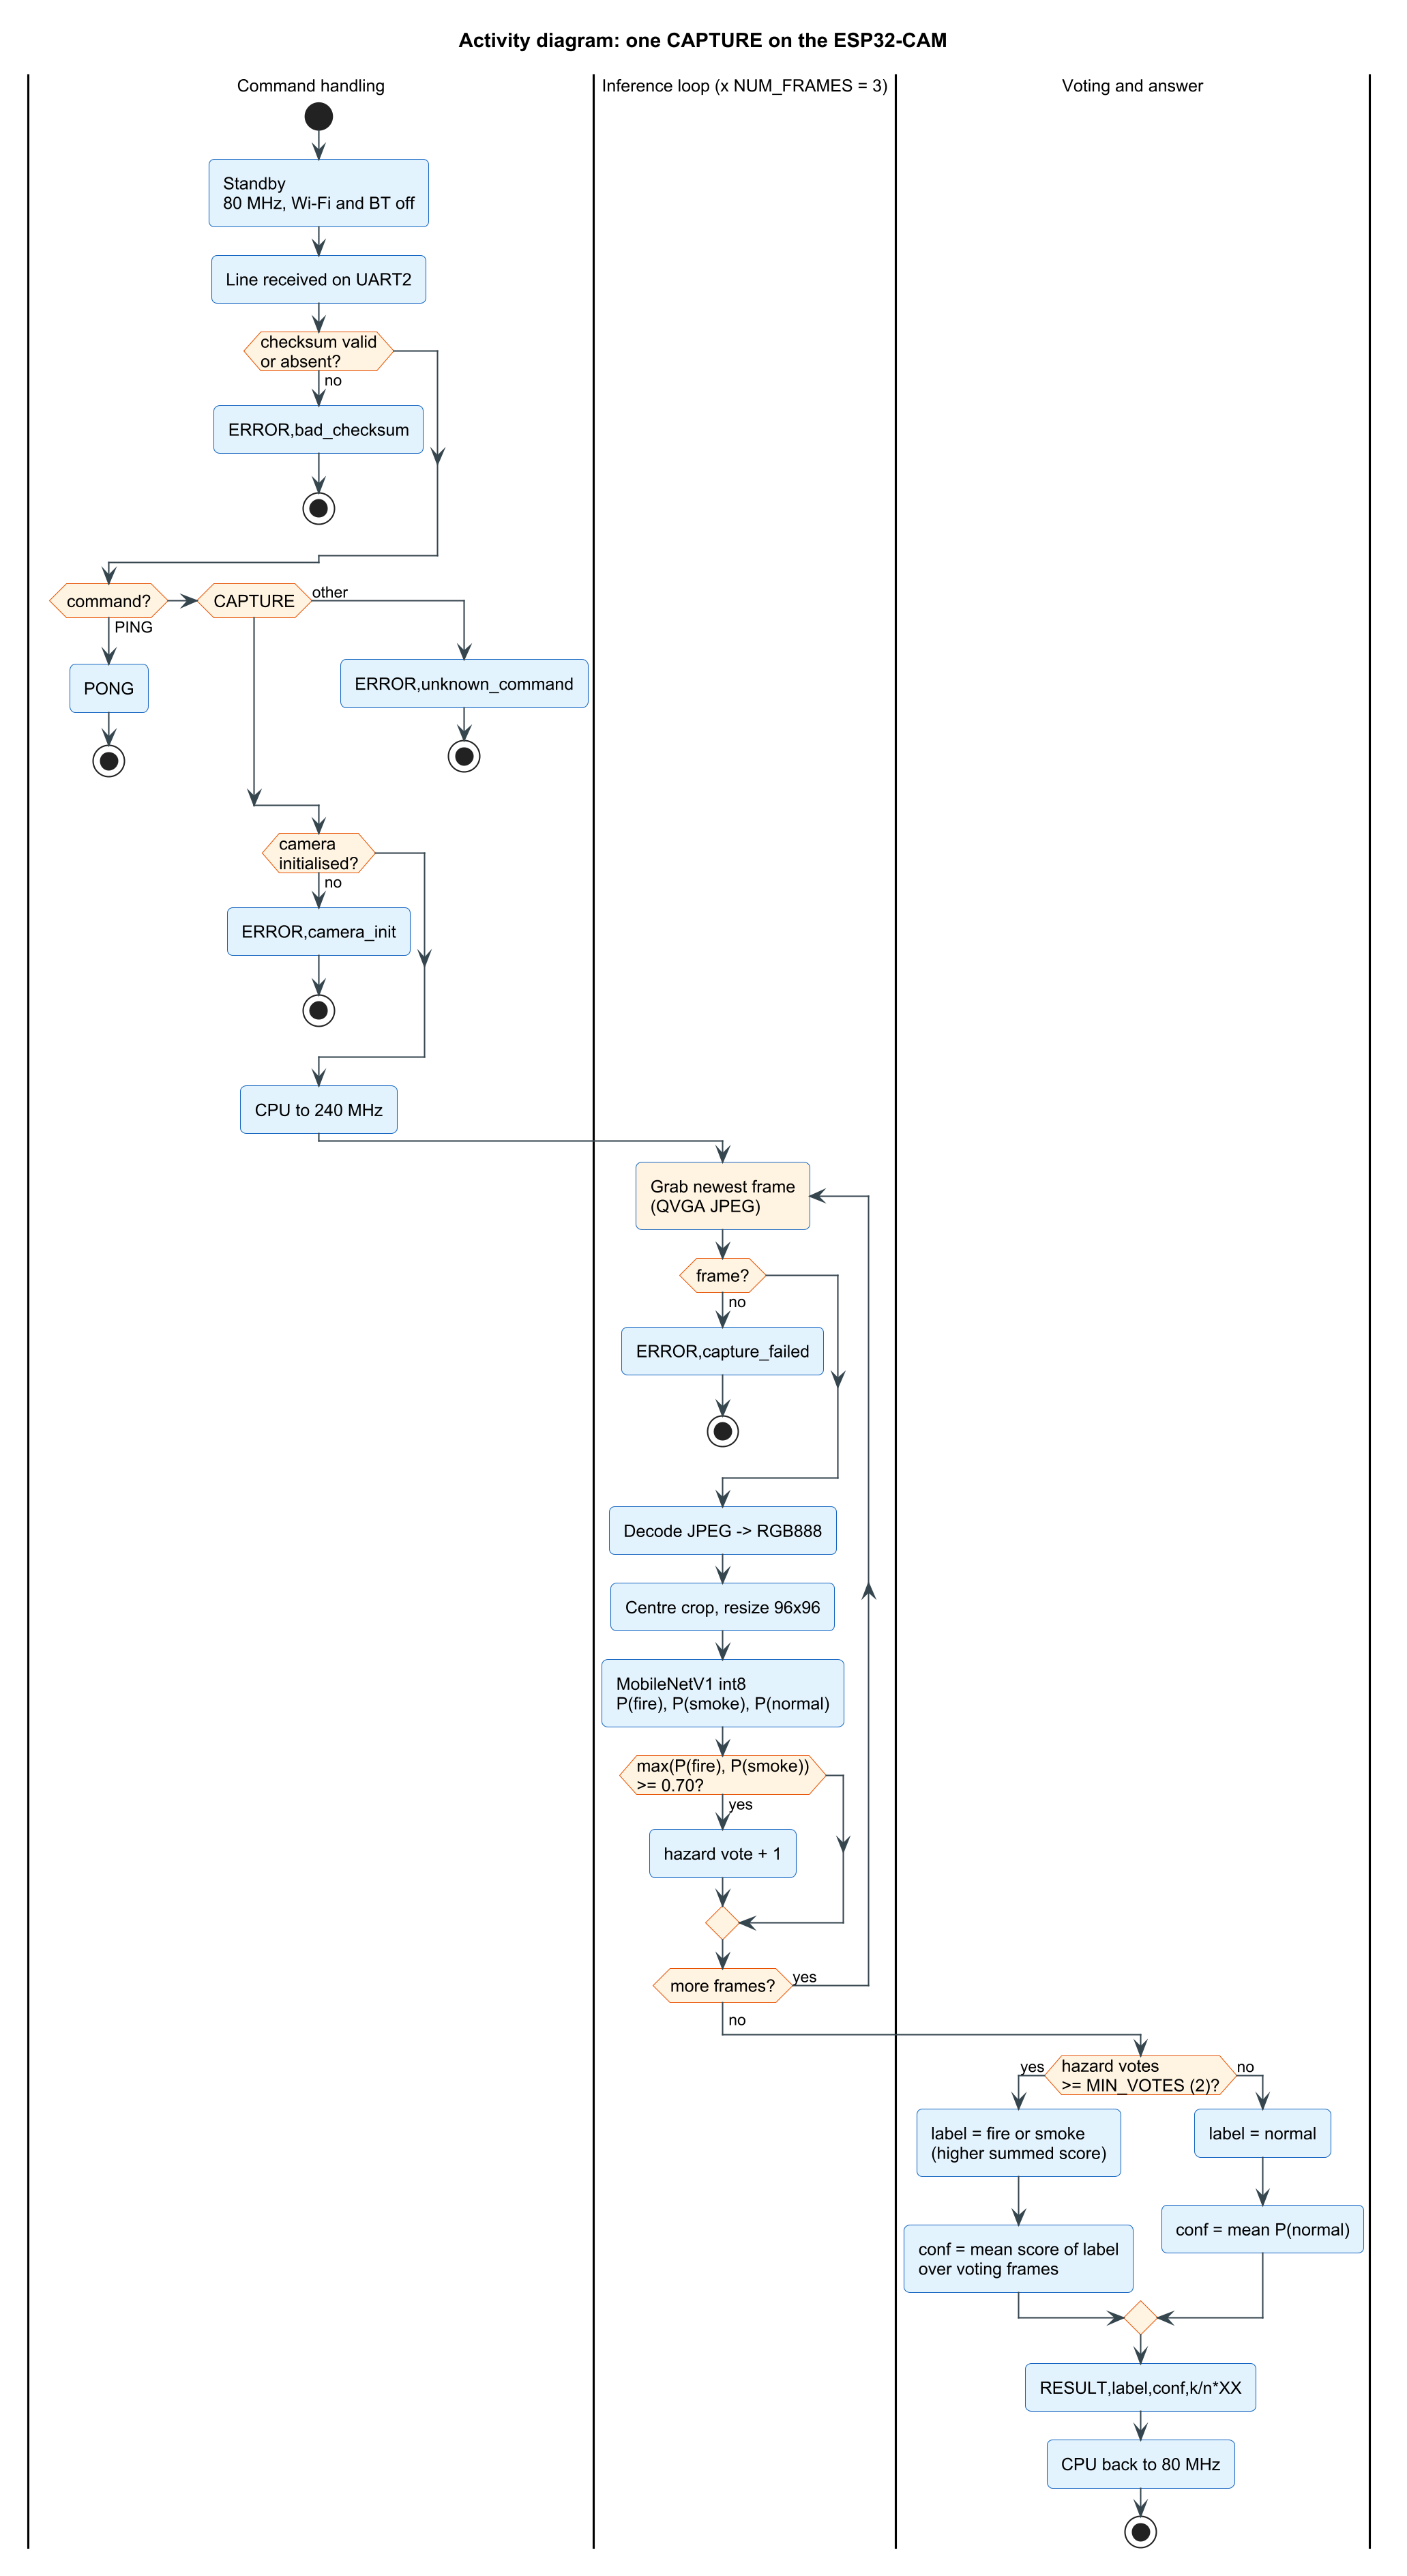 Activity diagram: one CAPTURE on the ESP32-CAM
Command handling
Inference loop (x NUM_FRAMES = 3)
Voting and answer
Standby
80 MHz, Wi-Fi and BT off
Line received on UART2
checksum valid
or absent?
no
ERROR,bad_checksum
command?
CAPTURE
other
PING
PONG
ERROR,unknown_command
camera
initialised?
no
ERROR,camera_init
CPU to 240 MHz
Grab newest frame
(QVGA JPEG)
frame?
no
ERROR,capture_failed
Decode JPEG -> RGB888
Centre crop, resize 96x96
MobileNetV1 int8
P(fire), P(smoke), P(normal)
max(P(fire), P(smoke))
>= 0.70?
yes
hazard vote + 1
more frames?
yes
no
yes
hazard votes
>= MIN_VOTES (2)?
no
label = fire or smoke
(higher summed score)
label = normal
conf = mean score of label
over voting frames
conf = mean P(normal)
RESULT,label,conf,k/n*XX
CPU back to 80 MHz